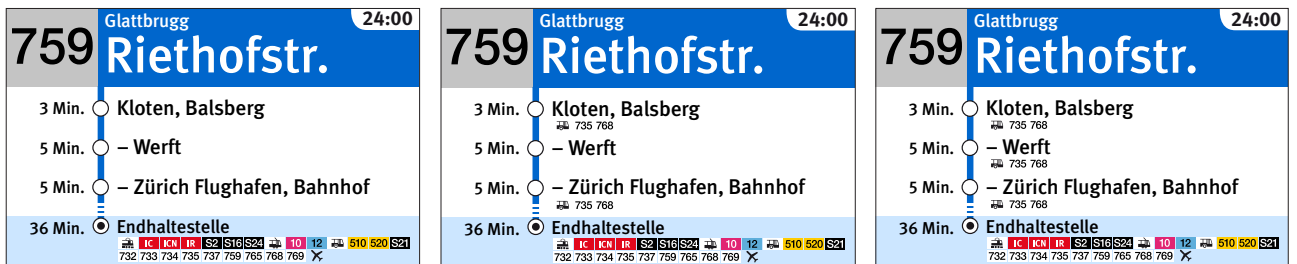 759 Glattbrugg 24:00
Riethofstr.
3 Min. Kloten, Balsberg
5 Min. – Werft
5 Min. – Zürich Flughafen, Bahnhof
36 Min. Endhaltestelle
IC ICN IR S2 S16 S24 10 12 510 520 S21
732 733 734 735 737 759 765 768 769
759 Glattbrugg 24:00
Riethofstr.
3 Min. Kloten, Balsberg
735 768
5 Min. – Werft
5 Min. – Zürich Flughafen, Bahnhof
735 768
36 Min. Endhaltestelle
IC ICN IR S2 S16 S24 10 12 510 520 S21
732 733 734 735 737 759 765 768 769
759 Glattbrugg 24:00
Riethofstr.
3 Min. Kloten, Balsberg
735 768
5 Min. – Werft
735 768
5 Min. – Zürich Flughafen, Bahnhof
735 768
36 Min. Endhaltestelle
IC ICN IR S2 S16 S24 10 12 510 520 S21
732 733 734 735 737 759 765 768 769